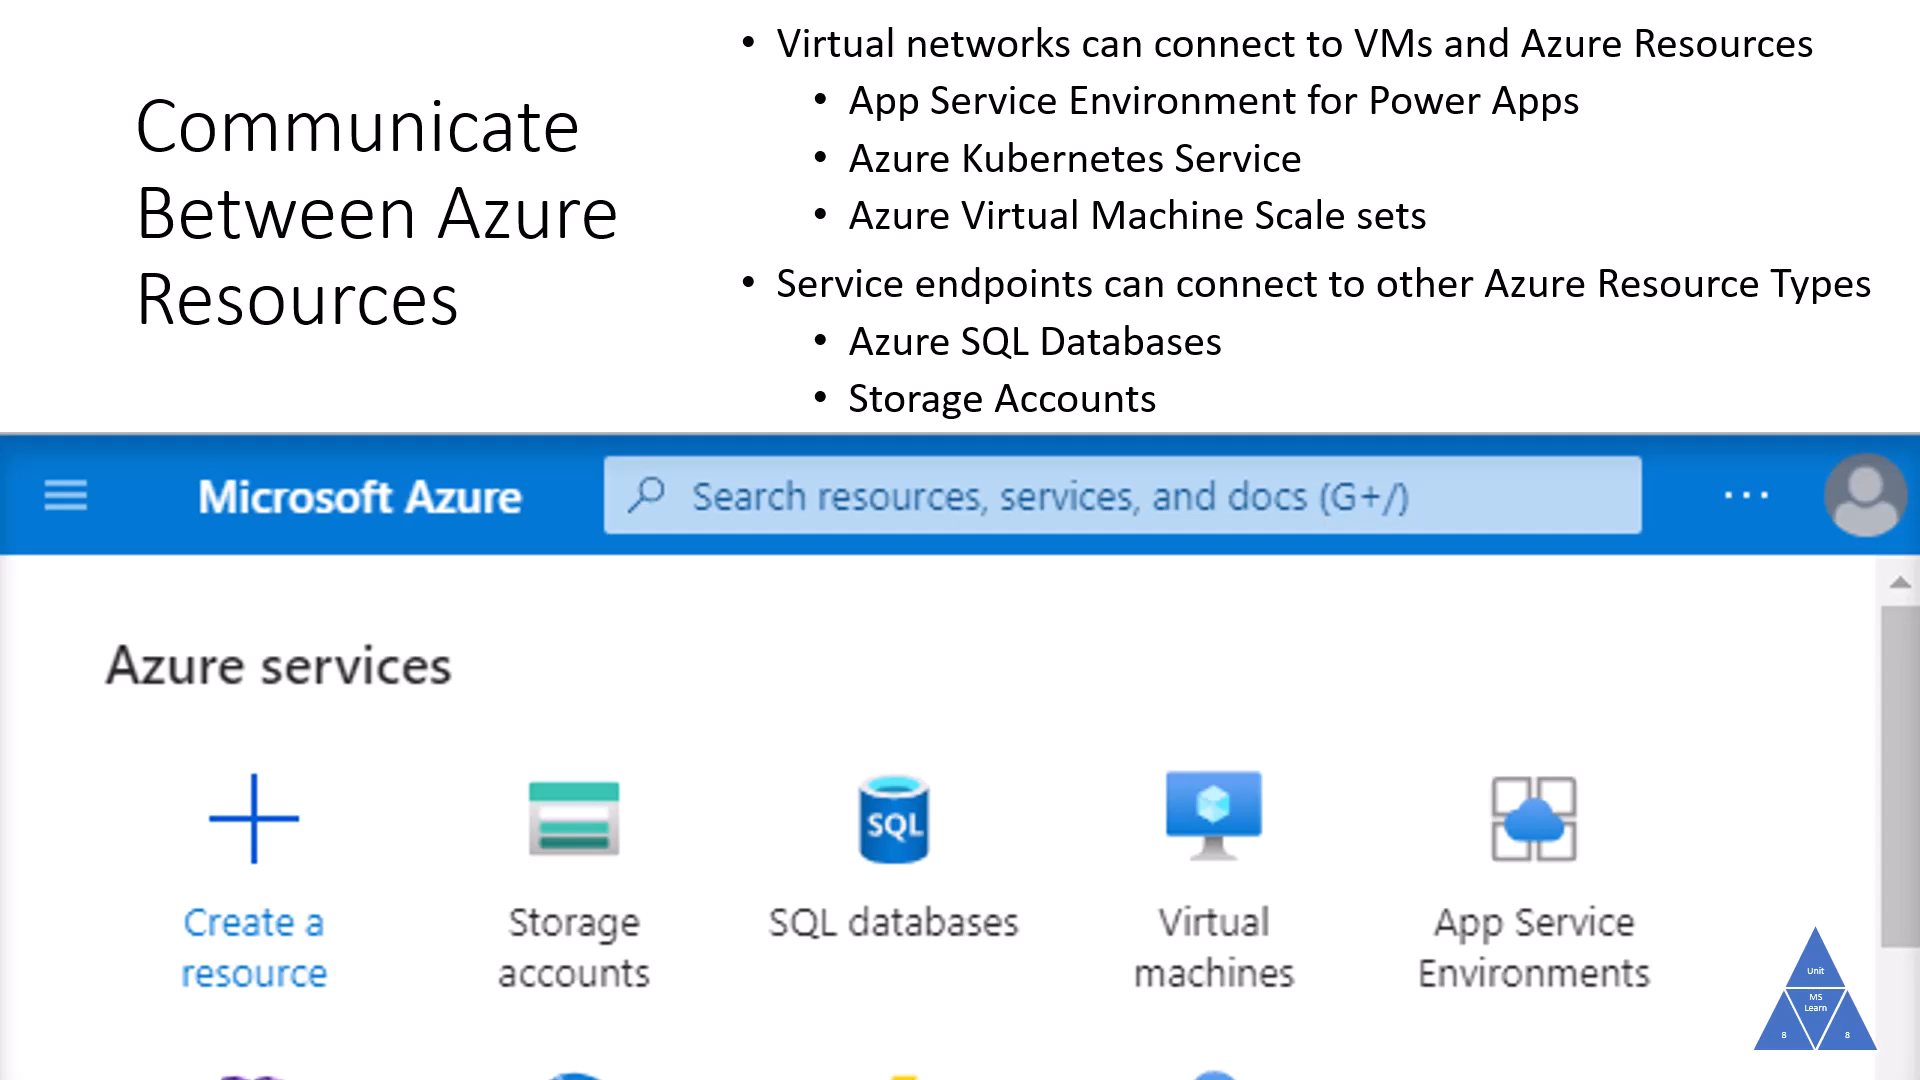 Communicate
Between Azure
Resources
• Virtual networks can connect to VMs and Azure Resources
• App Service Environment for Power Apps
• Azure Kubernetes Service
• Azure Virtual Machine Scale sets
• Service endpoints can connect to other Azure Resource Types
• Azure SQL Databases
• Storage Accounts
Microsoft Azure
Search resources, services, and docs (G+/)
Azure services
Create a
resource
Storage
accounts
SQL
SQL databases
Virtual
machines
App Service
Environments
Unit
MS
Learn
8
8